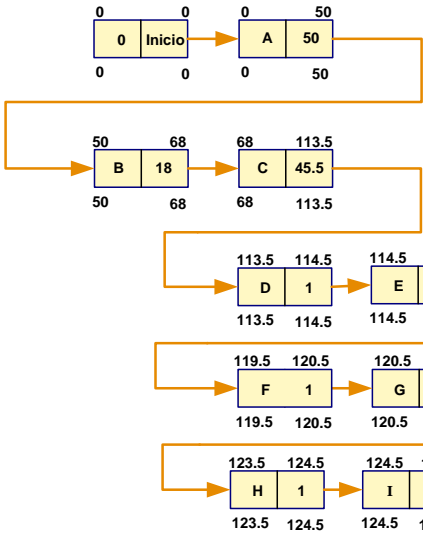 0 0 0 50
0 Inicio A 50
0 0 0 50
50 68 68 113.5
B 18 C 45.5
50 68 68 113.5
113.5 114.5 114.5
D 1 E
113.5 114.5 114.5
119.5 120.5 120.5
F 1 G
119.5 120.5 120.5
123.5 124.5 124.5
H 1 I
123.5 124.5 124.5